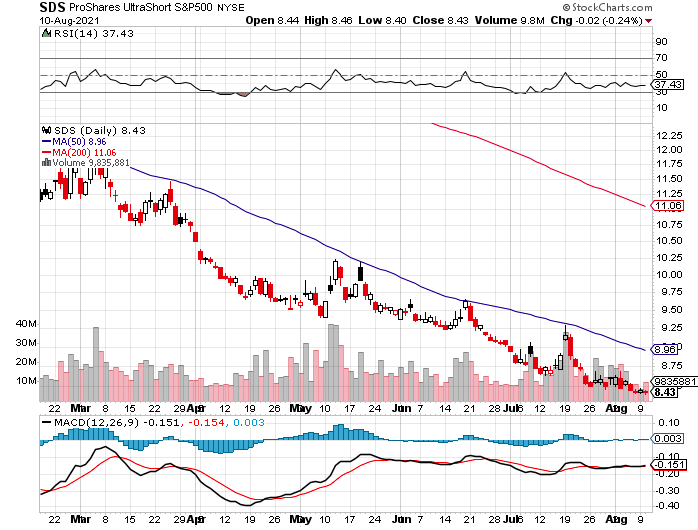 SDS ProShares UltraShort S&P500 NYSE © StockCharts.com
10-Aug-2021 Open 8.44 High 8.46 Low 8.40 Close 8.43 Volume 9.8M Chg -0.02 (-0.24%)
RSI(14) 37.43
90
70
50
37.43
30
10
SDS (Daily) 8.43
MA(50) 8.96
MA(200) 11.06
Volume 9,835,881
12.25
12.00
11.75
11.50
11.25
11.06
10.75
10.50
10.25
10.00
9.75
9.50
9.25
8.96
8.75
9835881
8.43
40M
30M
20M
10M
22 Mar 8 15 22 29 Apr 12 19 26 May 10 17 24 Jun 7 14 21 28 Jul 12 19 26 Aug 9
MACD(12,26,9) -0.151, -0.154, 0.003
0.10
0.003
-0.10
-0.151
-0.20
-0.30
-0.40
22 Mar 8 15 22 29 Apr 12 19 26 May 10 17 24 Jun 7 14 21 28 Jul 12 19 26 Aug 9